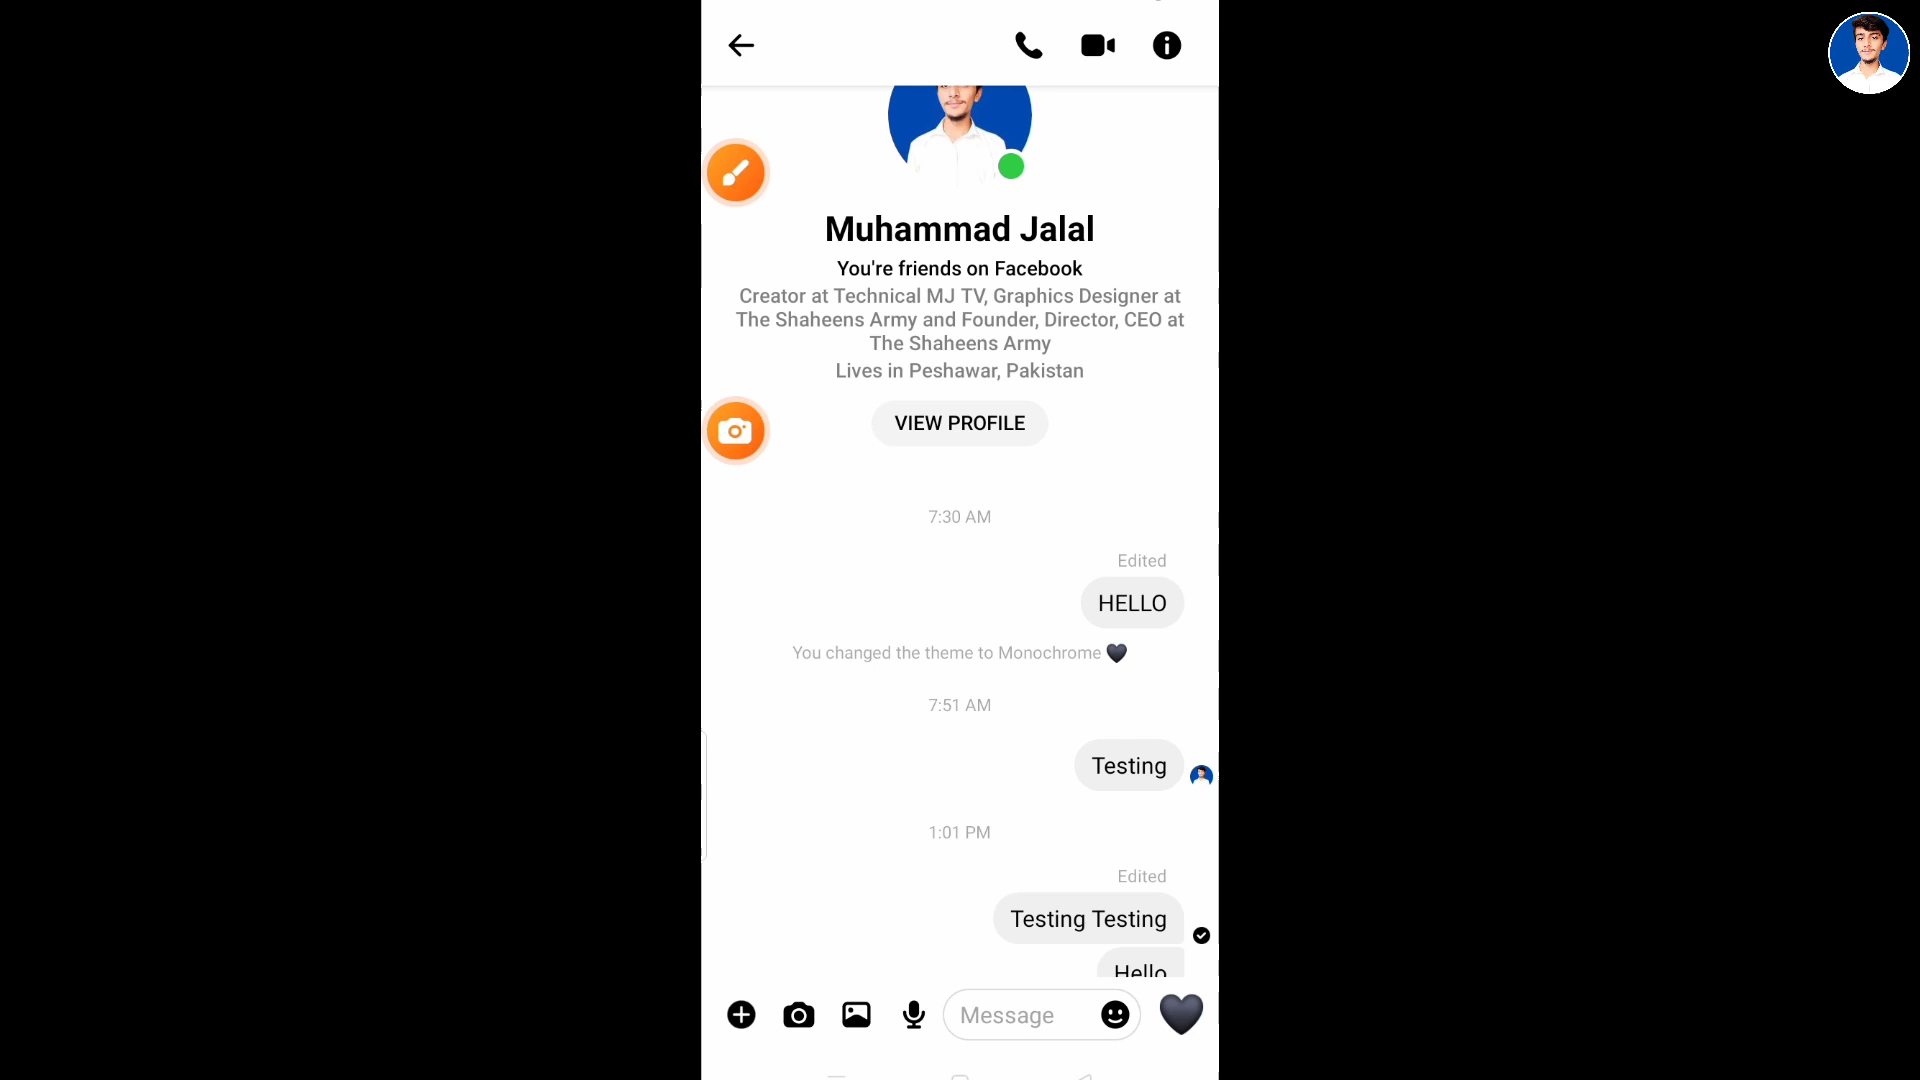 Muhammad Jalal
You're friends on Facebook
Creator at Technical MJ TV, Graphics Designer at
The Shaheens Army and Founder, Director, CEO at
The Shaheens Army
Lives in Peshawar, Pakistan
VIEW PROFILE
7:30 AM
Edited
HELLO
You changed the theme to Monochrome 🖤
7:51 AM
Testing
1:01 PM
Edited
Testing Testing
Hello
Message